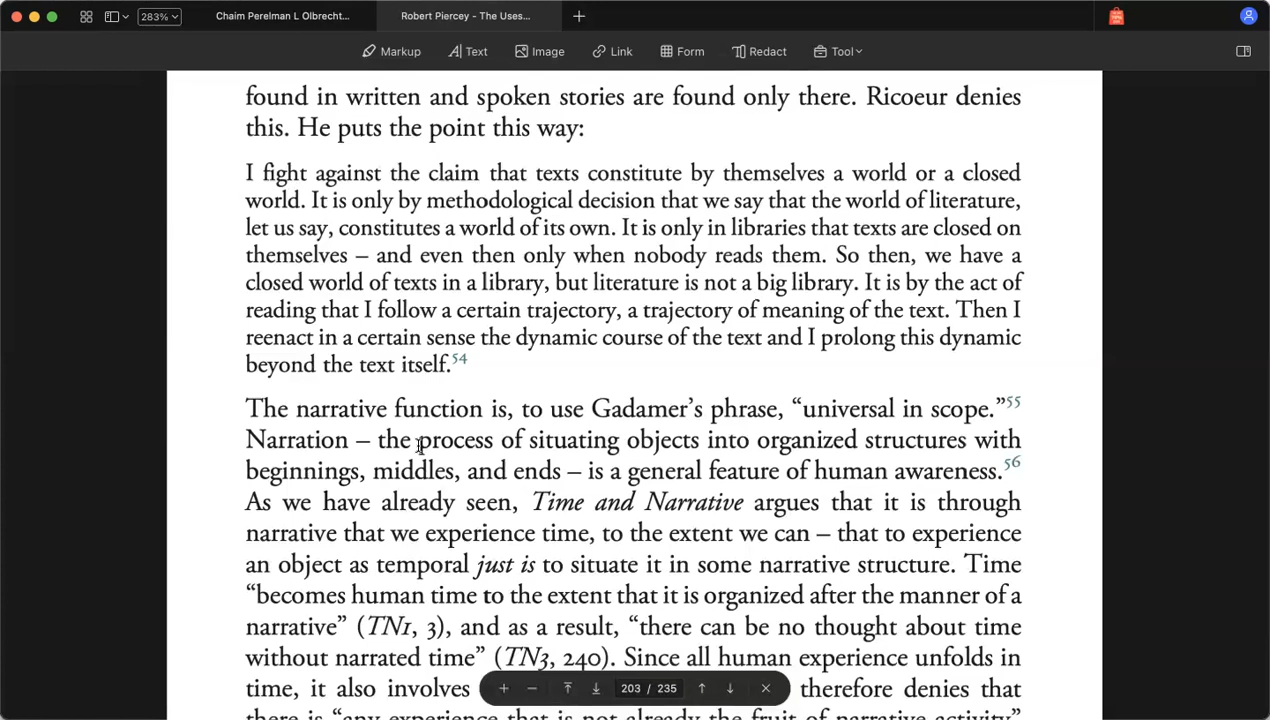 283%
Chaim Perelman L Olbrecht...
Robert Piercey - The Uses...
Markup
Text
Image
Link
Form
Redact
Tool
found in written and spoken stories are found only there. Ricoeur denies
this. He puts the point this way:
I fight against the claim that texts constitute by themselves a world or a closed
world. It is only by methodological decision that we say that the world of literature,
let us say, constitutes a world of its own. It is only in libraries that texts are closed on
themselves – and even then only when nobody reads them. So then, we have a
closed world of texts in a library, but literature is not a big library. It is by the act of
reading that I follow a certain trajectory, a trajectory of meaning of the text. Then I
reenact in a certain sense the dynamic course of the text and I prolong this dynamic
beyond the text itself.54
The narrative function is, to use Gadamer’s phrase, “universal in scope.”55
Narration – the process of situating objects into organized structures with
beginnings, middles, and ends – is a general feature of human awareness.56
As we have already seen, Time and Narrative argues that it is through
narrative that we experience time, to the extent we can – that to experience
an object as temporal just is to situate it in some narrative structure. Time
“becomes human time to the extent that it is organized after the manner of a
narrative” (TN1, 3), and as a result, “there can be no thought about time
without narrated time” (TN3, 240). Since all human experience unfolds in
time, it also involves therefore denies that
203 / 235
there is “any experience that is not already the fruit of narrative activity”